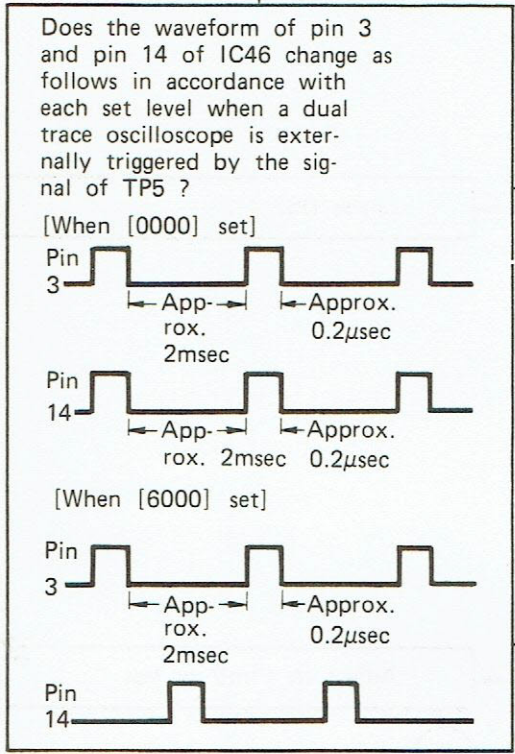 Does the waveform of pin 3
and pin 14 of IC46 change as
follows in accordance with
each set level when a dual
trace oscilloscope is exter-
nally triggered by the sig-
nal of TP5 ?
[When [0000] set]
Pin
3
App-
rox.
2msec
Approx.
0.2µsec
Pin
14
App-
rox. 2msec
Approx.
0.2µsec
[When [6000] set]
Pin
3
App-
rox.
2msec
Approx.
0.2µsec
Pin
14